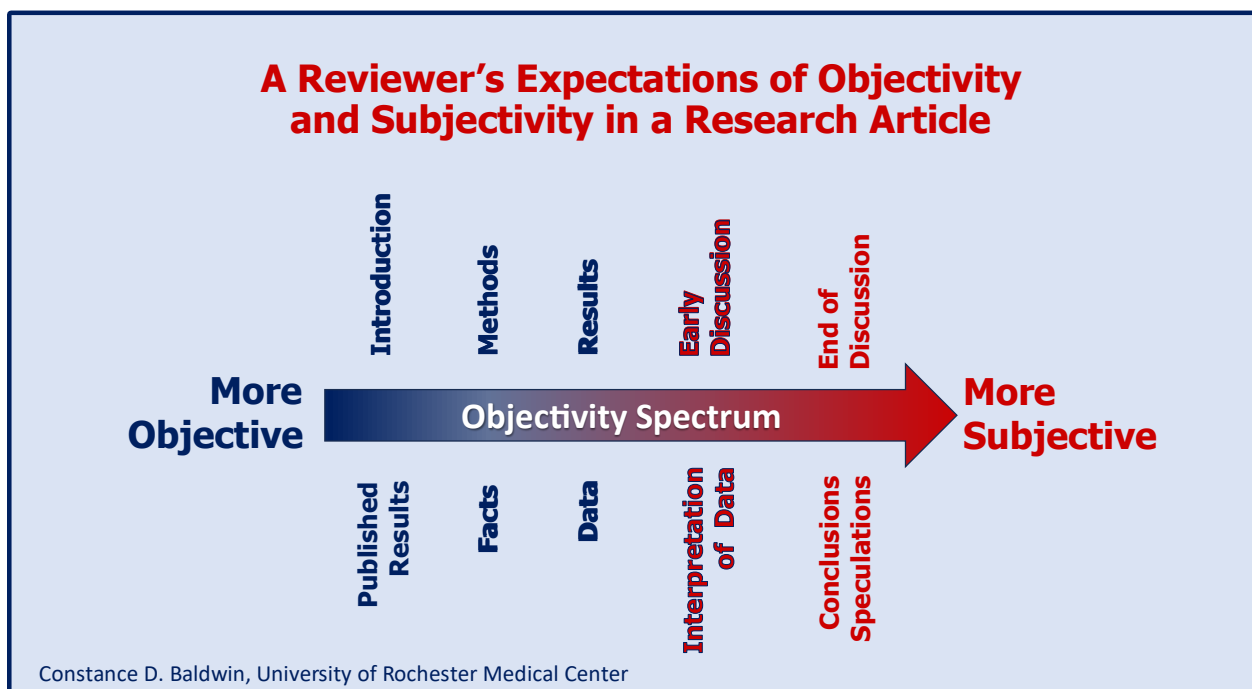 A Reviewer’s Expectations of Objectivity
and Subjectivity in a Research Article
Introduction
Methods
Results
Early
Discussion
End of
Discussion
More
Objective
Objectivity Spectrum
More
Subjective
Published
Results
Facts
Data
Interpretation
of Data
Conclusions
Speculations
Constance D. Baldwin, University of Rochester Medical Center